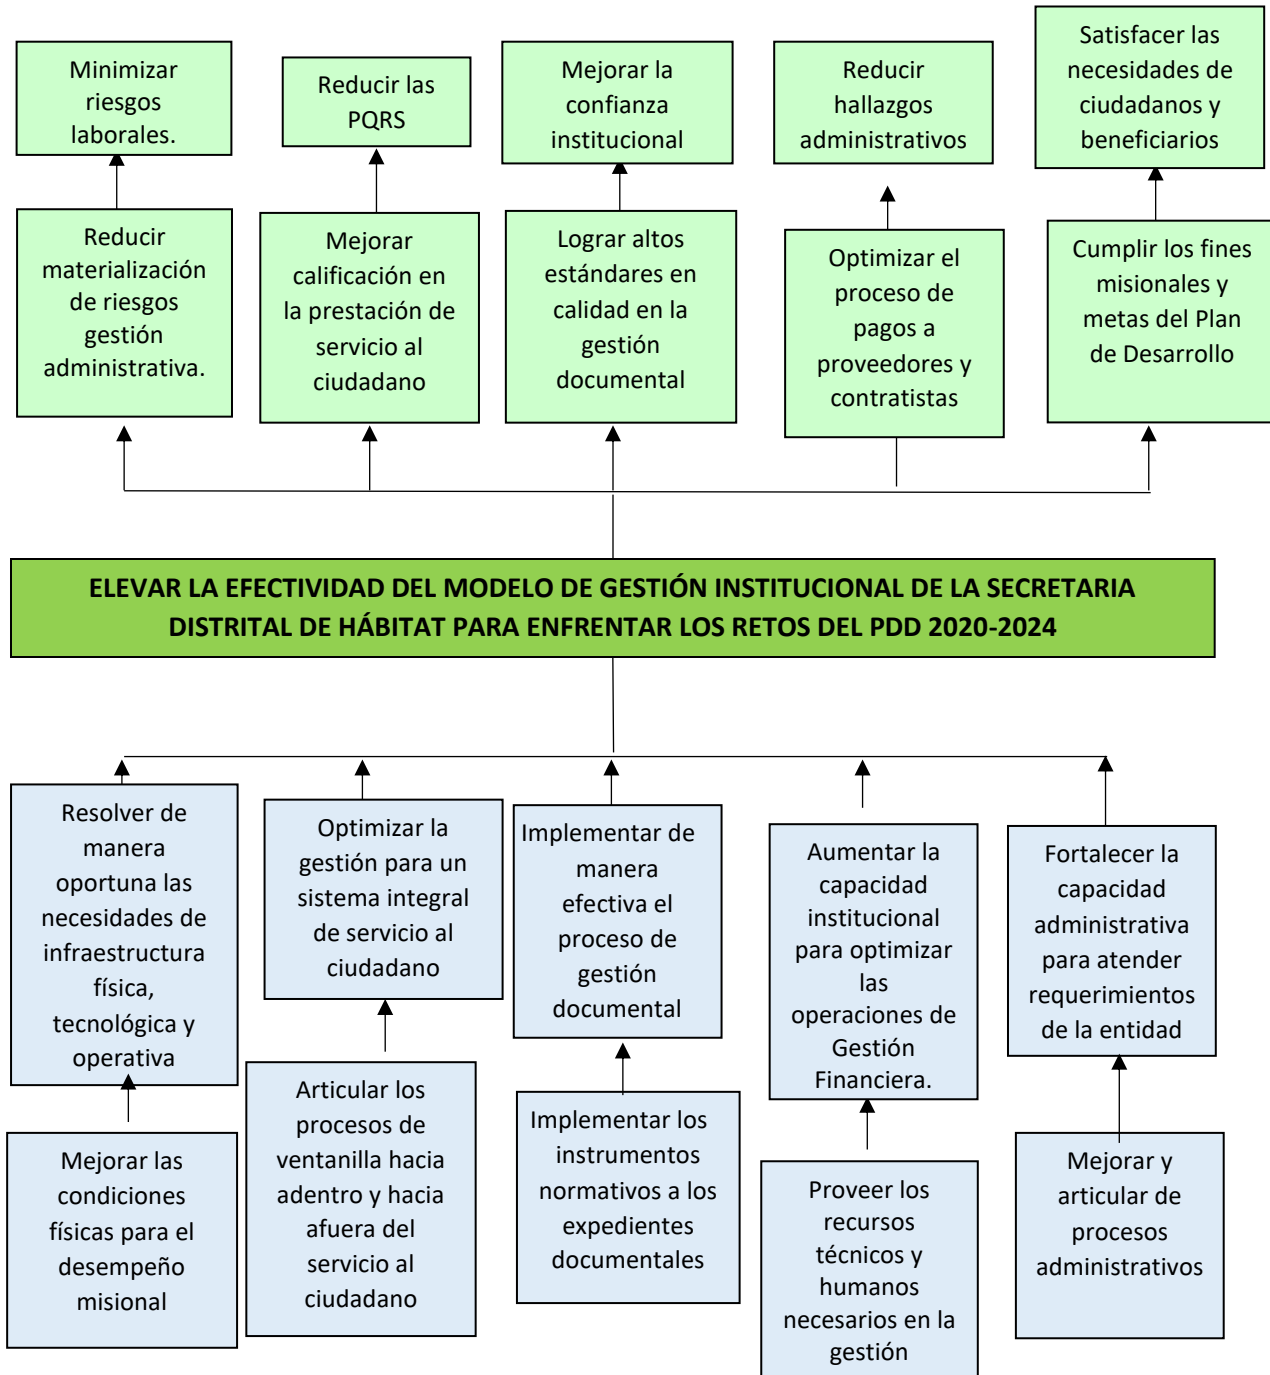 Minimizar
riesgos
laborales.
Reducir las
PQRS
Mejorar la
confianza
institucional
Reducir
hallazgos
administrativos
Satisfacer las
necesidades de
ciudadanos y
beneficiarios
Reducir
materialización
de riesgos
gestión
administrativa.
Mejorar
calificación en
la prestación de
servicio al
ciudadano
Lograr altos
estándares en
calidad en la
gestión
documental
Optimizar el
proceso de
pagos a
proveedores y
contratistas
Cumplir los fines
misionales y
metas del Plan
de Desarrollo
ELEVAR LA EFECTIVIDAD DEL MODELO DE GESTIÓN INSTITUCIONAL DE LA SECRETARIA
DISTRITAL DE HÁBITAT PARA ENFRENTAR LOS RETOS DEL PDD 2020-2024
Resolver de
manera
oportuna las
necesidades de
infraestructura
física,
tecnológica y
operativa
Optimizar la
gestión para un
sistema integral
de servicio al
ciudadano
Implementar de
manera
efectiva el
proceso de
gestión
documental
Aumentar la
capacidad
institucional
para optimizar
las
operaciones de
Gestión
Financiera.
Fortalecer la
capacidad
administrativa
para atender
requerimientos
de la entidad
Mejorar las
condiciones
físicas para el
desempeño
misional
Articular los
procesos de
ventanilla hacia
adentro y hacia
afuera del
servicio al
ciudadano
Implementar los
instrumentos
normativos a los
expedientes
documentales
Proveer los
recursos
técnicos y
humanos
necesarios en la
gestión
Mejorar y
articular de
procesos
administrativos